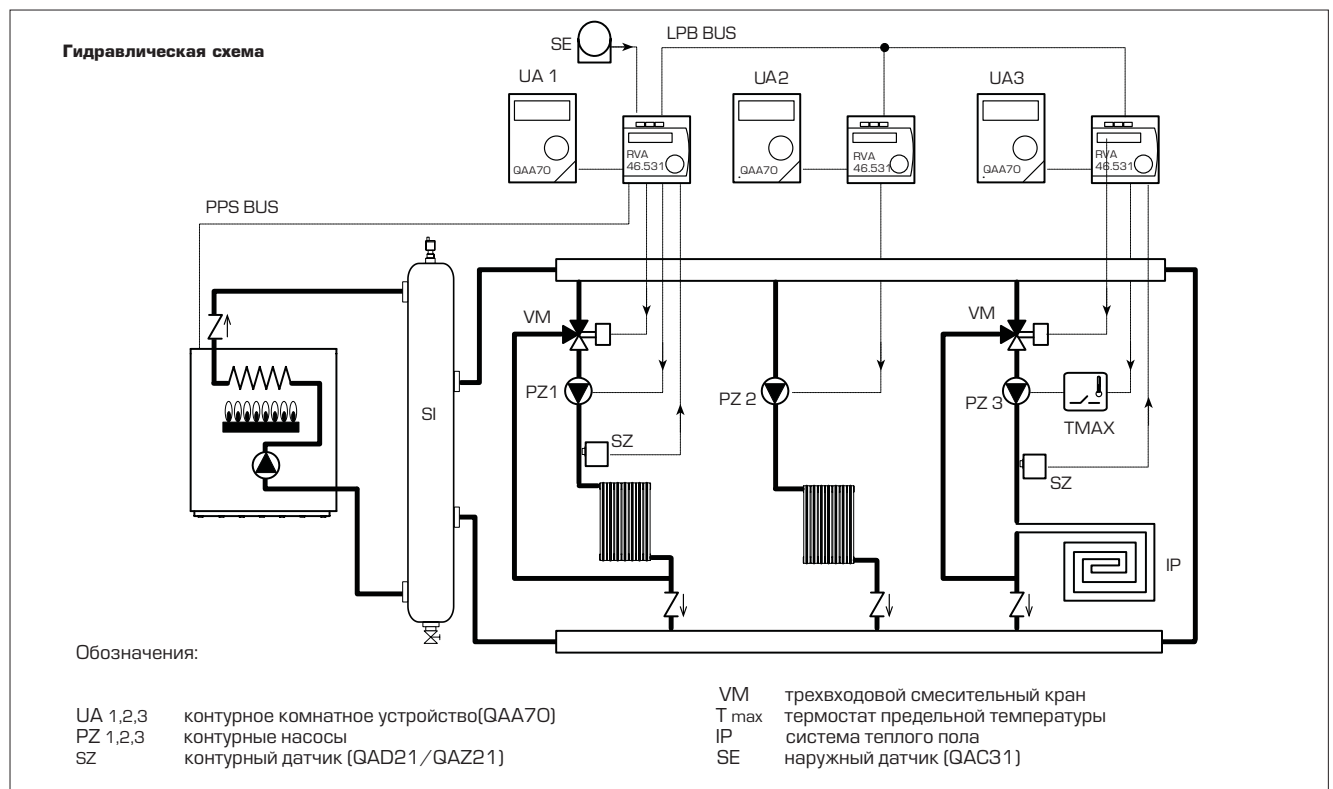 Гидравлическая схема
SE
LPB BUS
UA 1
UA2
UA3
QAA70
RVA
46.531
QAA70
RVA
46.531
QAA70
RVA
46.531
PPS BUS
VM
VM
PZ1
PZ 2
PZ 3
TMAX
SI
SZ
SZ
IP
Обозначения:
UA 1,2,3 контурное комнатное устройство(QAA70)
PZ 1,2,3 контурные насосы
SZ контурный датчик (QAD21/QAZ21)
VM трехвходовой смесительный кран
T max термостат предельной температуры
IP система теплого пола
SE наружный датчик (QAC31)